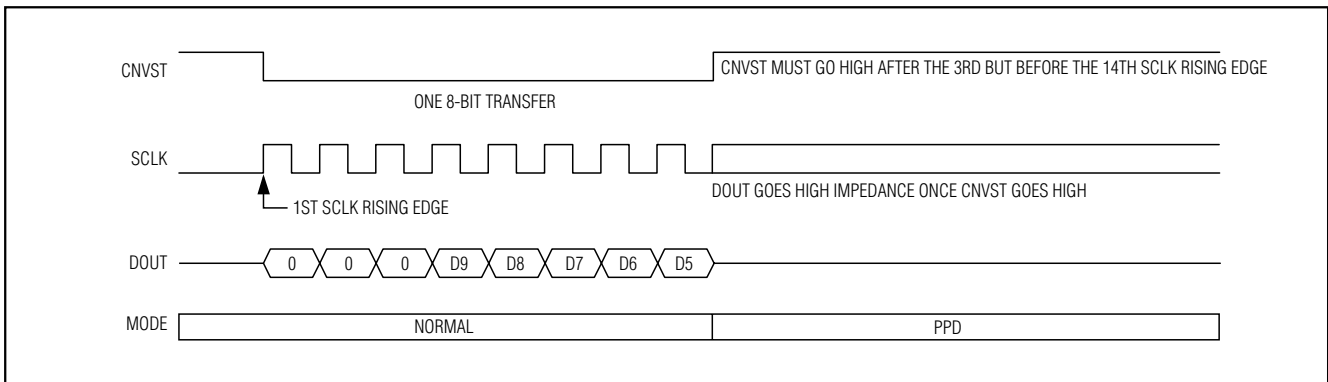 CNVST
CNVST MUST GO HIGH AFTER THE 3RD BUT BEFORE THE 14TH SCLK RISING EDGE
ONE 8-BIT TRANSFER
SCLK
DOUT GOES HIGH IMPEDANCE ONCE CNVST GOES HIGH
1ST SCLK RISING EDGE
DOUT 0 0 0 D9 D8 D7 D6 D5
MODE NORMAL PPD